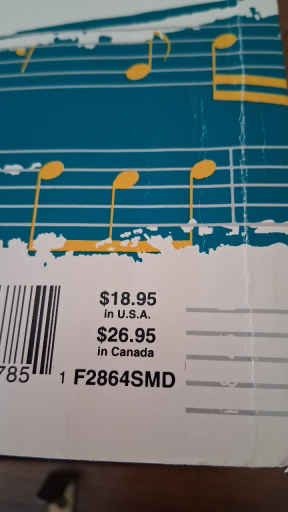 $18.95
in U.S.A.
$26.95
in Canada
785
1 F2864SMD